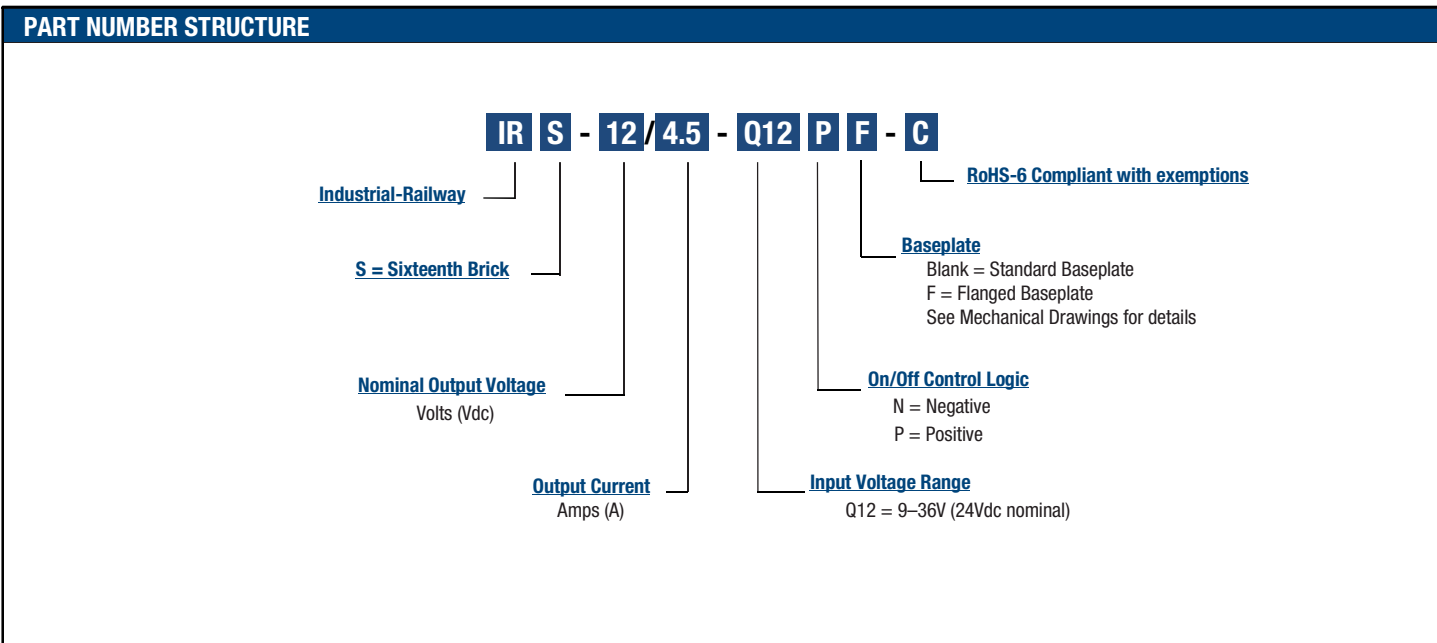 PART NUMBER STRUCTURE
IR S - 12 / 4.5 - Q12 P F - C
RoHS-6 Compliant with exemptions
Industrial-Railway
Baseplate
Blank = Standard Baseplate
F = Flanged Baseplate
See Mechanical Drawings for details
S = Sixteenth Brick
On/Off Control Logic
N = Negative
P = Positive
Nominal Output Voltage
Volts (Vdc)
Input Voltage Range
Q12 = 9–36V (24Vdc nominal)
Output Current
Amps (A)